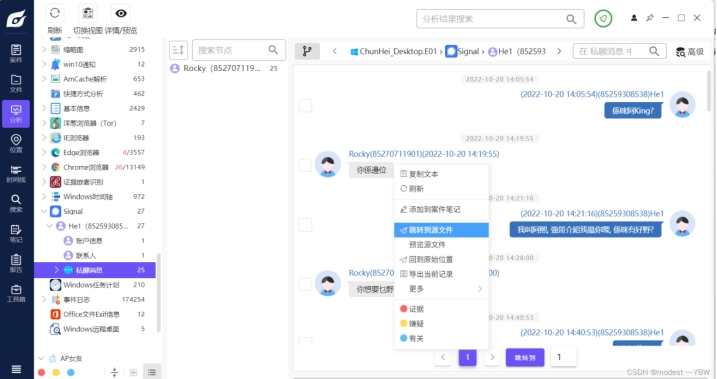 刷新
切换视图
详情/预览
分析结果搜索
案件
文件
分析
位置
时间线
搜索
笔记
报告
工具箱
缩略图 2915
win10通知 12
AmCache解析 653
快捷方式分析 462
基本信息 2429
洋葱浏览器（Tor） 27
IE浏览器 193
Edge浏览器 4/3557
Chrome浏览器 26/13149
证据嵌套识别 27
Windows时间轴 972
Signal 27
He1（852593085... 27
账户信息 1
联系人 1
私聊消息 25
Windows任务计划 210
事件日志 174254
Office文件Exif信息 12
Windows远程桌面 5
AP女友
搜索节点
Rocky（852707119... 25
ChunHei_Desktop.E01
Signal
He1（852593
在 私聊消息 中
高级
2022-10-20 14:05:54
(2022-10-20 14:05:54)(85259308538)He1
係咪阿King?
2022-10-20 14:19:55
Rocky(85270711901)(2022-10-20 14:19:55)
你係邊位
14:21:16
(2022-10-20 14:21:16)(85259308538)He1
我叫阿熙, 強哥介紹我搵你嘅, 係咪有好野?
14:28:00
Rocky(8527
00)
你想要乜野
14:40:53
(2022-10-20 14:40:53)(85259308538)He1
复制文本
刷新
添加到案件笔记
跳转到源文件
预览源文件
回到原始位置
导出当前记录
更多
证据
嫌疑
有关
1
跳转到
1
CSDN @modest —YBW